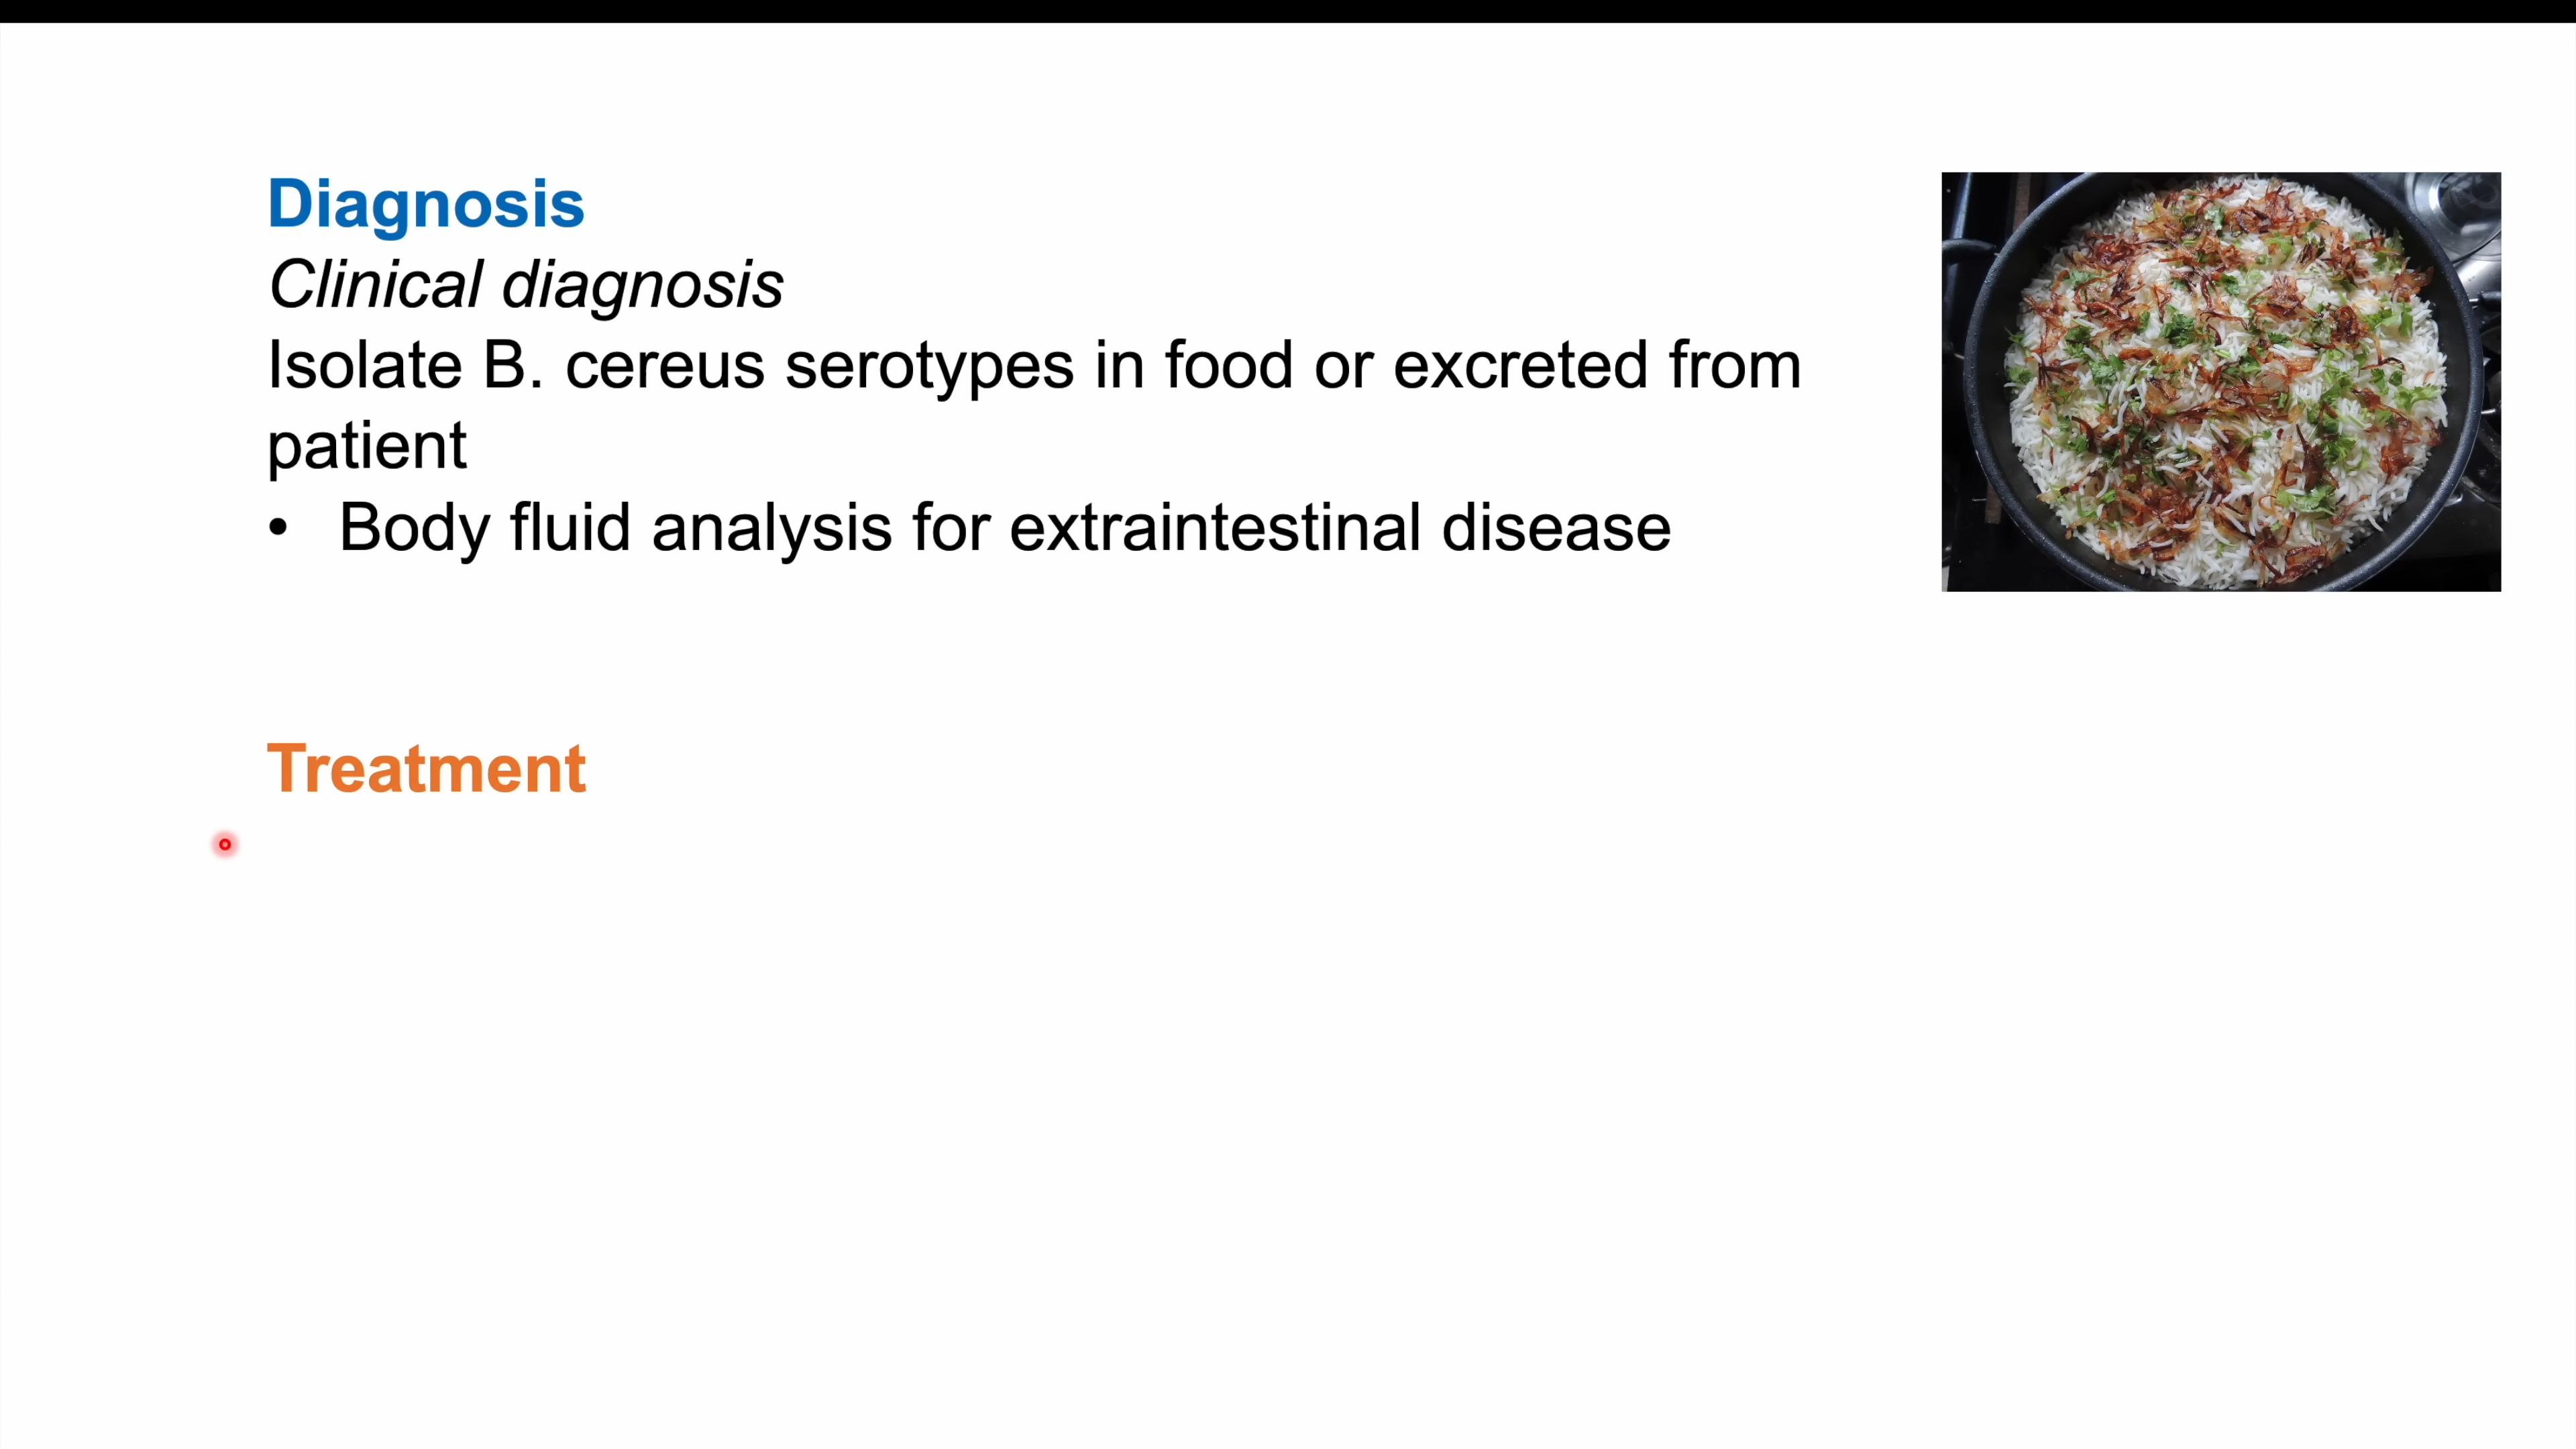 Diagnosis
Clinical diagnosis
Isolate B. cereus serotypes in food or excreted from
patient
• Body fluid analysis for extraintestinal disease
Treatment